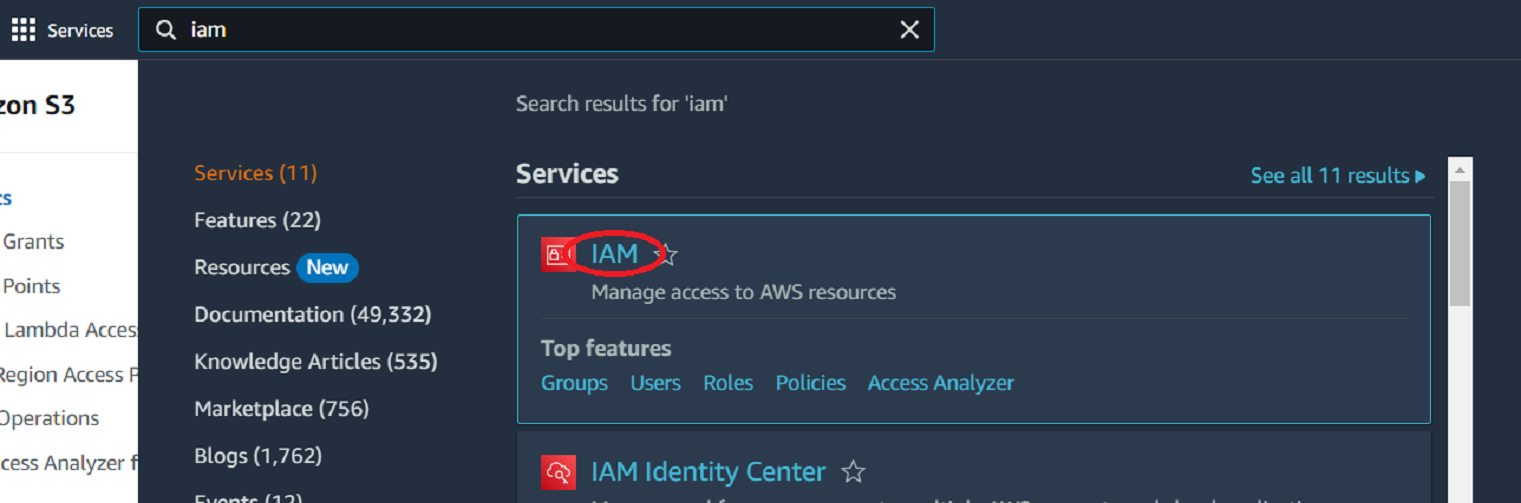 Services
iam
zon S3
Search results for 'iam'
Services (11)
Features (22)
Resources New
Documentation (49,332)
Knowledge Articles (535)
Marketplace (756)
Blogs (1,762)
Events (12)
Grants
Points
Lambda Acces
Region Access P
Operations
cess Analyzer f
Services
See all 11 results
IAM
Manage access to AWS resources
Top features
Groups Users Roles Policies Access Analyzer
IAM Identity Center